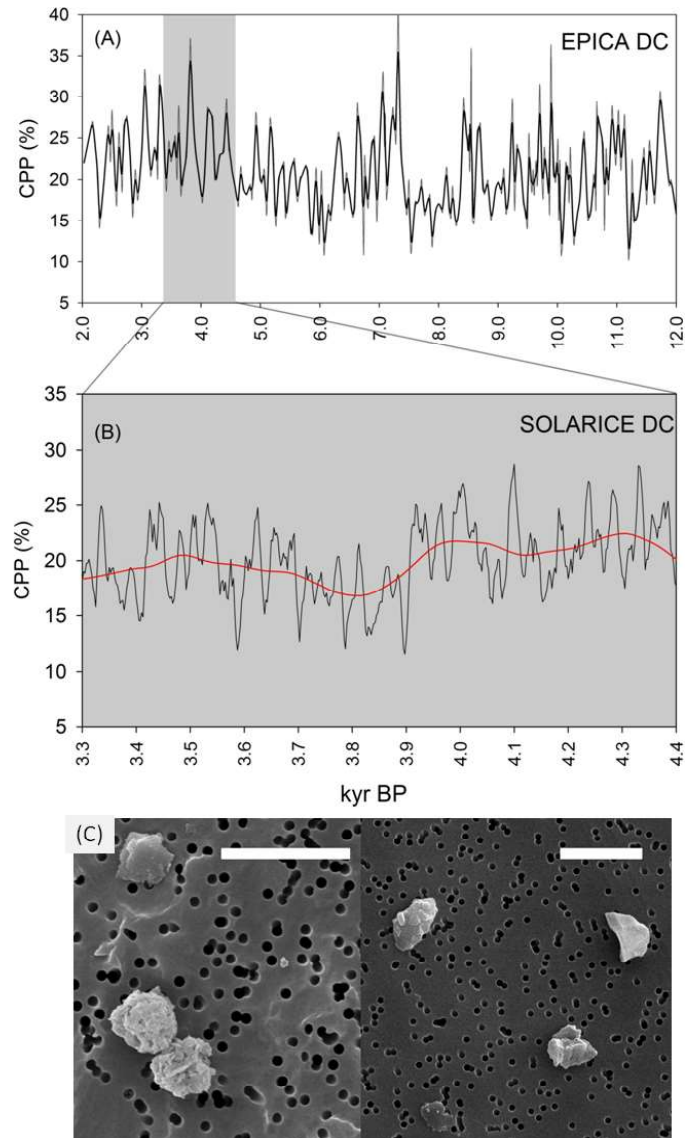 (A)
EPICA DC
CPP (%)
40
35
30
25
20
15
10
5
2.0 3.0 4.0 5.0 6.0 7.0 8.0 9.0 10.0 11.0 12.0
(B)
SOLARICE DC
CPP (%)
35
30
25
20
15
10
5
3.3 3.4 3.5 3.6 3.7 3.8 3.9 4.0 4.1 4.2 4.3 4.4
kyr BP
(C)